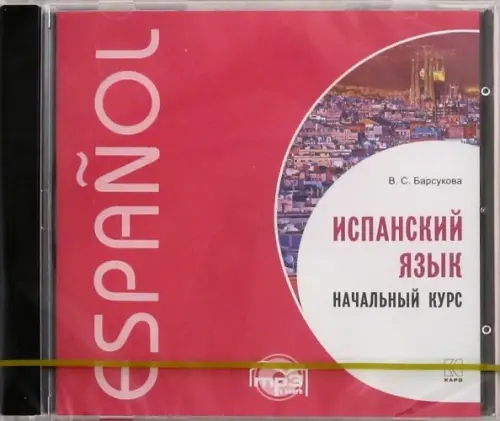 ESPAÑOL
В. С. Барсукова
ИСПАНСКИЙ
ЯЗЫК
НАЧАЛЬНЫЙ КУРС
mp3
КАРО